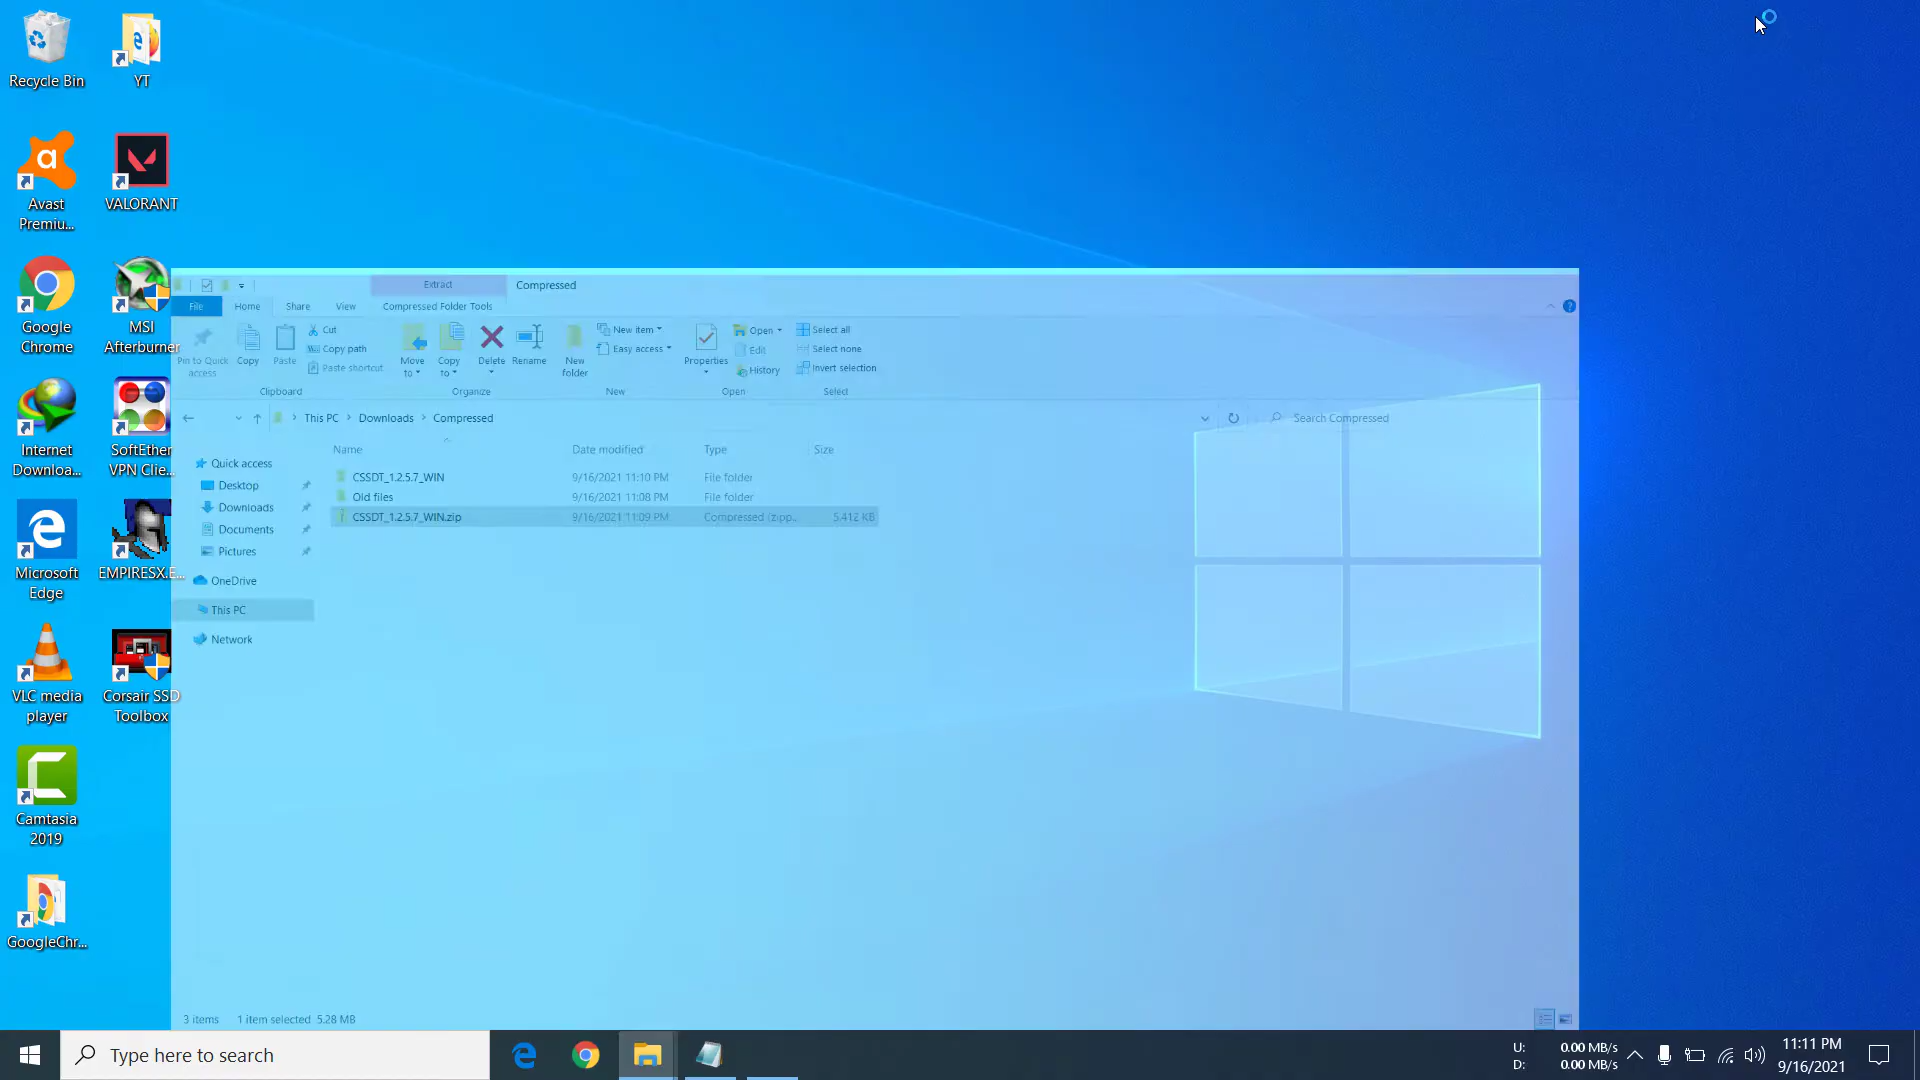 Recycle Bin
YT
Avast
Premiu...
VALORANT
Google
Chrome
MSI
Afterburner
Internet
Downloa...
SoftEther
VPN Clie...
Microsoft
Edge
EMPIRESX.E...
VLC media
player
Corsair SSD
Toolbox
Camtasia
2019
GoogleChr...
Extract
Compressed
File
Home
Share
View
Compressed Folder Tools
Pin to Quick
access
Copy
Paste
Cut
Copy path
Paste shortcut
Clipboard
Move
to
Copy
to
Delete
Rename
Organize
New
folder
New item
Easy access
New
Properties
Open
Edit
History
Open
Select all
Select none
Invert selection
Select
This PC
Downloads
Compressed
Search Compressed
Name
Date modified
Type
Size
Quick access
Desktop
Downloads
Documents
Pictures
OneDrive
This PC
Network
CSSDT_1.2.5.7_WIN 9/16/2021 11:10 PM File folder
Old files 9/16/2021 11:08 PM File folder
CSSDT_1.2.5.7_WIN.zip 9/16/2021 11:09 PM Compressed (zipp... 5,412 KB
3 items 1 item selected 5.28 MB
Type here to search
U: 0.00 MB/s
D: 0.00 MB/s
11:11 PM
9/16/2021